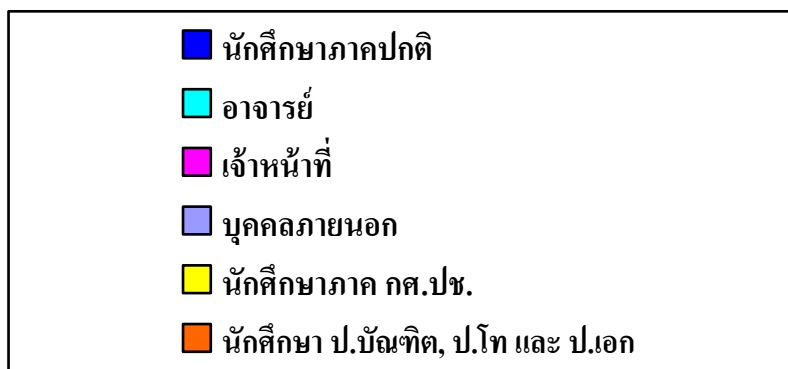 นักศึกษาภาคปกติ
อาจารย์
เจ้าหน้าที่
บุคคลภายนอก
นักศึกษาภาค กศ.ปช.
นักศึกษา ป.บัณฑิต, ป.โท และ ป.เอก